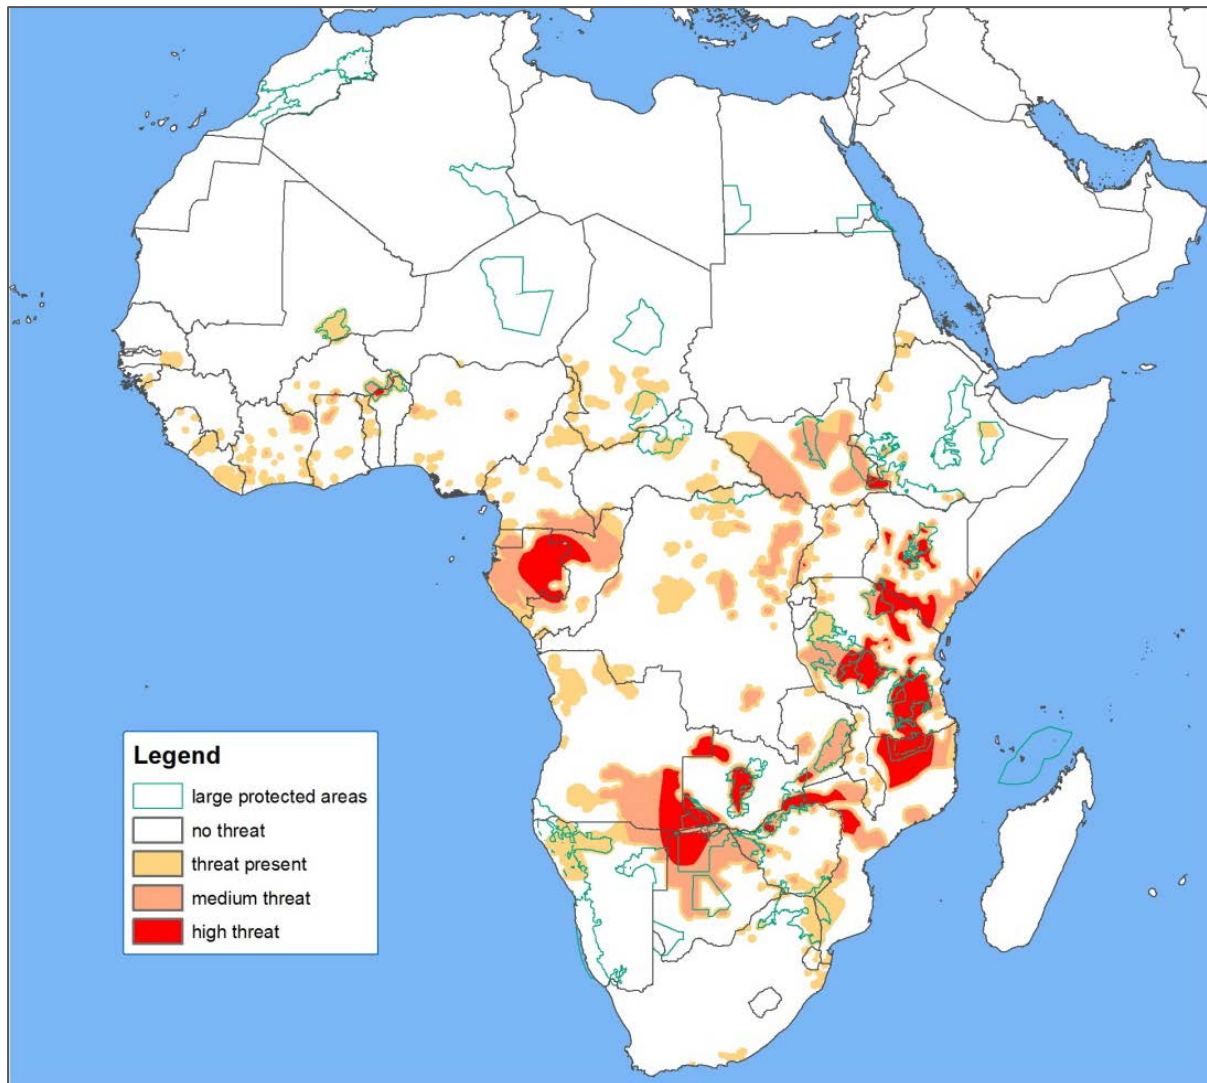 Legend
large protected areas
no threat
threat present
medium threat
high threat